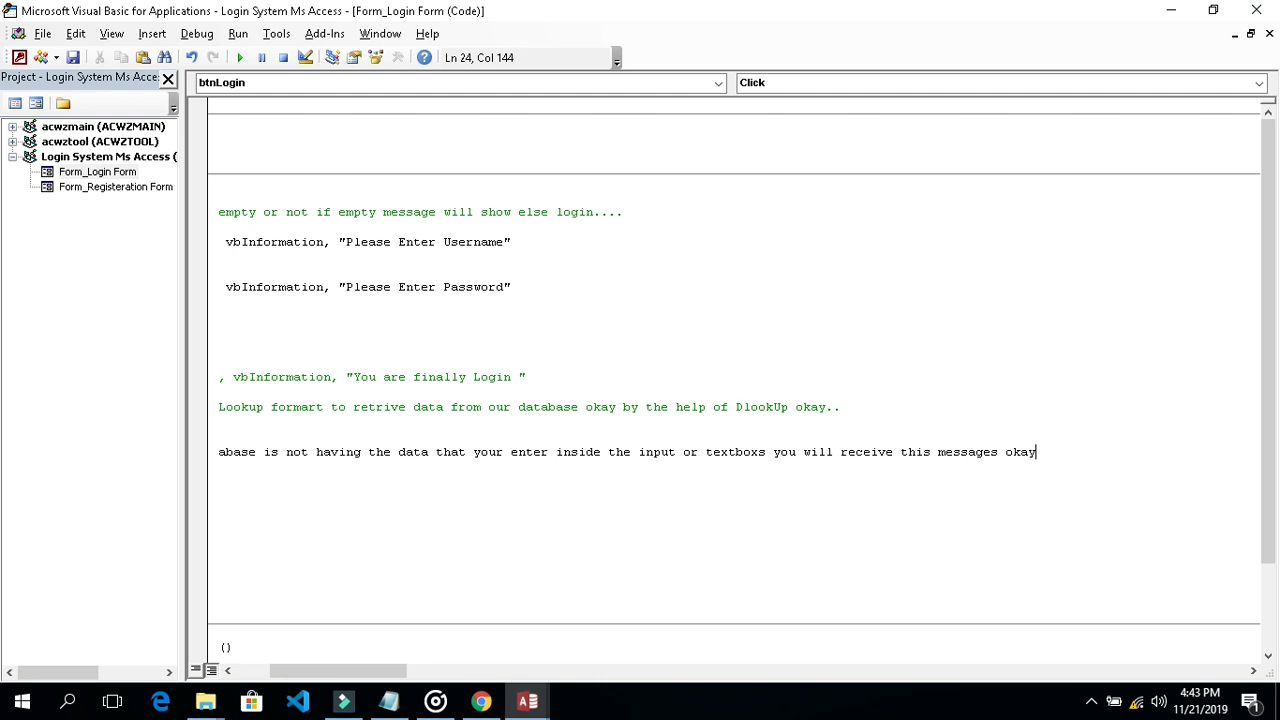 Microsoft Visual Basic for Applications - Login System Ms Access - [Form_Login Form (Code)]
File Edit View Insert Format Debug Run Tools Add-Ins Window Help
Ln 24, Col 144
Project - Login System Ms Acce
btnLogin
Click
acwzmain (ACWZMAIN)
acwztool (ACWZTOOL)
Login System Ms Access (
Form_Login Form
Form_Registeration Form
empty or not if empty message will show else login....
vbInformation, "Please Enter Username"
vbInformation, "Please Enter Password"
, vbInformation, "You are finally Login "
Lookup formart to retrive data from our database okay by the help of DlookUp okay..
abase is not having the data that your enter inside the input or textboxs you will receive this messages okay
()
4:43 PM
11/21/2019
1